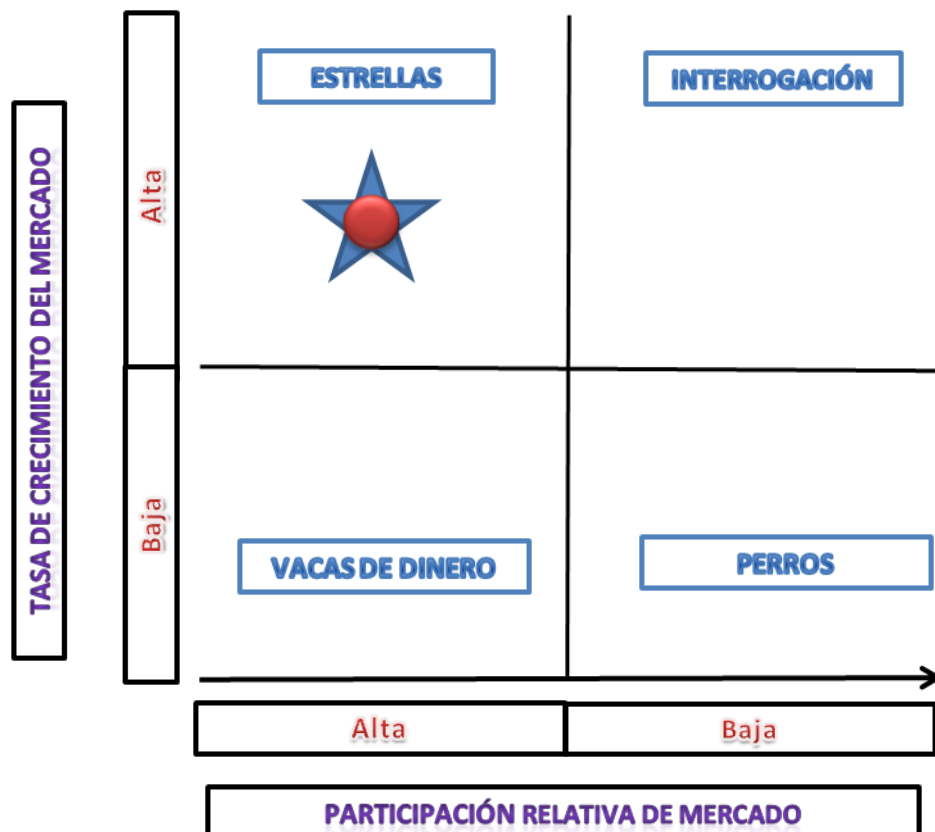 ESTRELLAS
INTERROGACIÓN
TASA DE CRECIMIENTO DEL MERCADO
Alta
Baja
VACAS DE DINERO
PERROS
Alta
Baja
PARTICIPACIÓN RELATIVA DE MERCADO